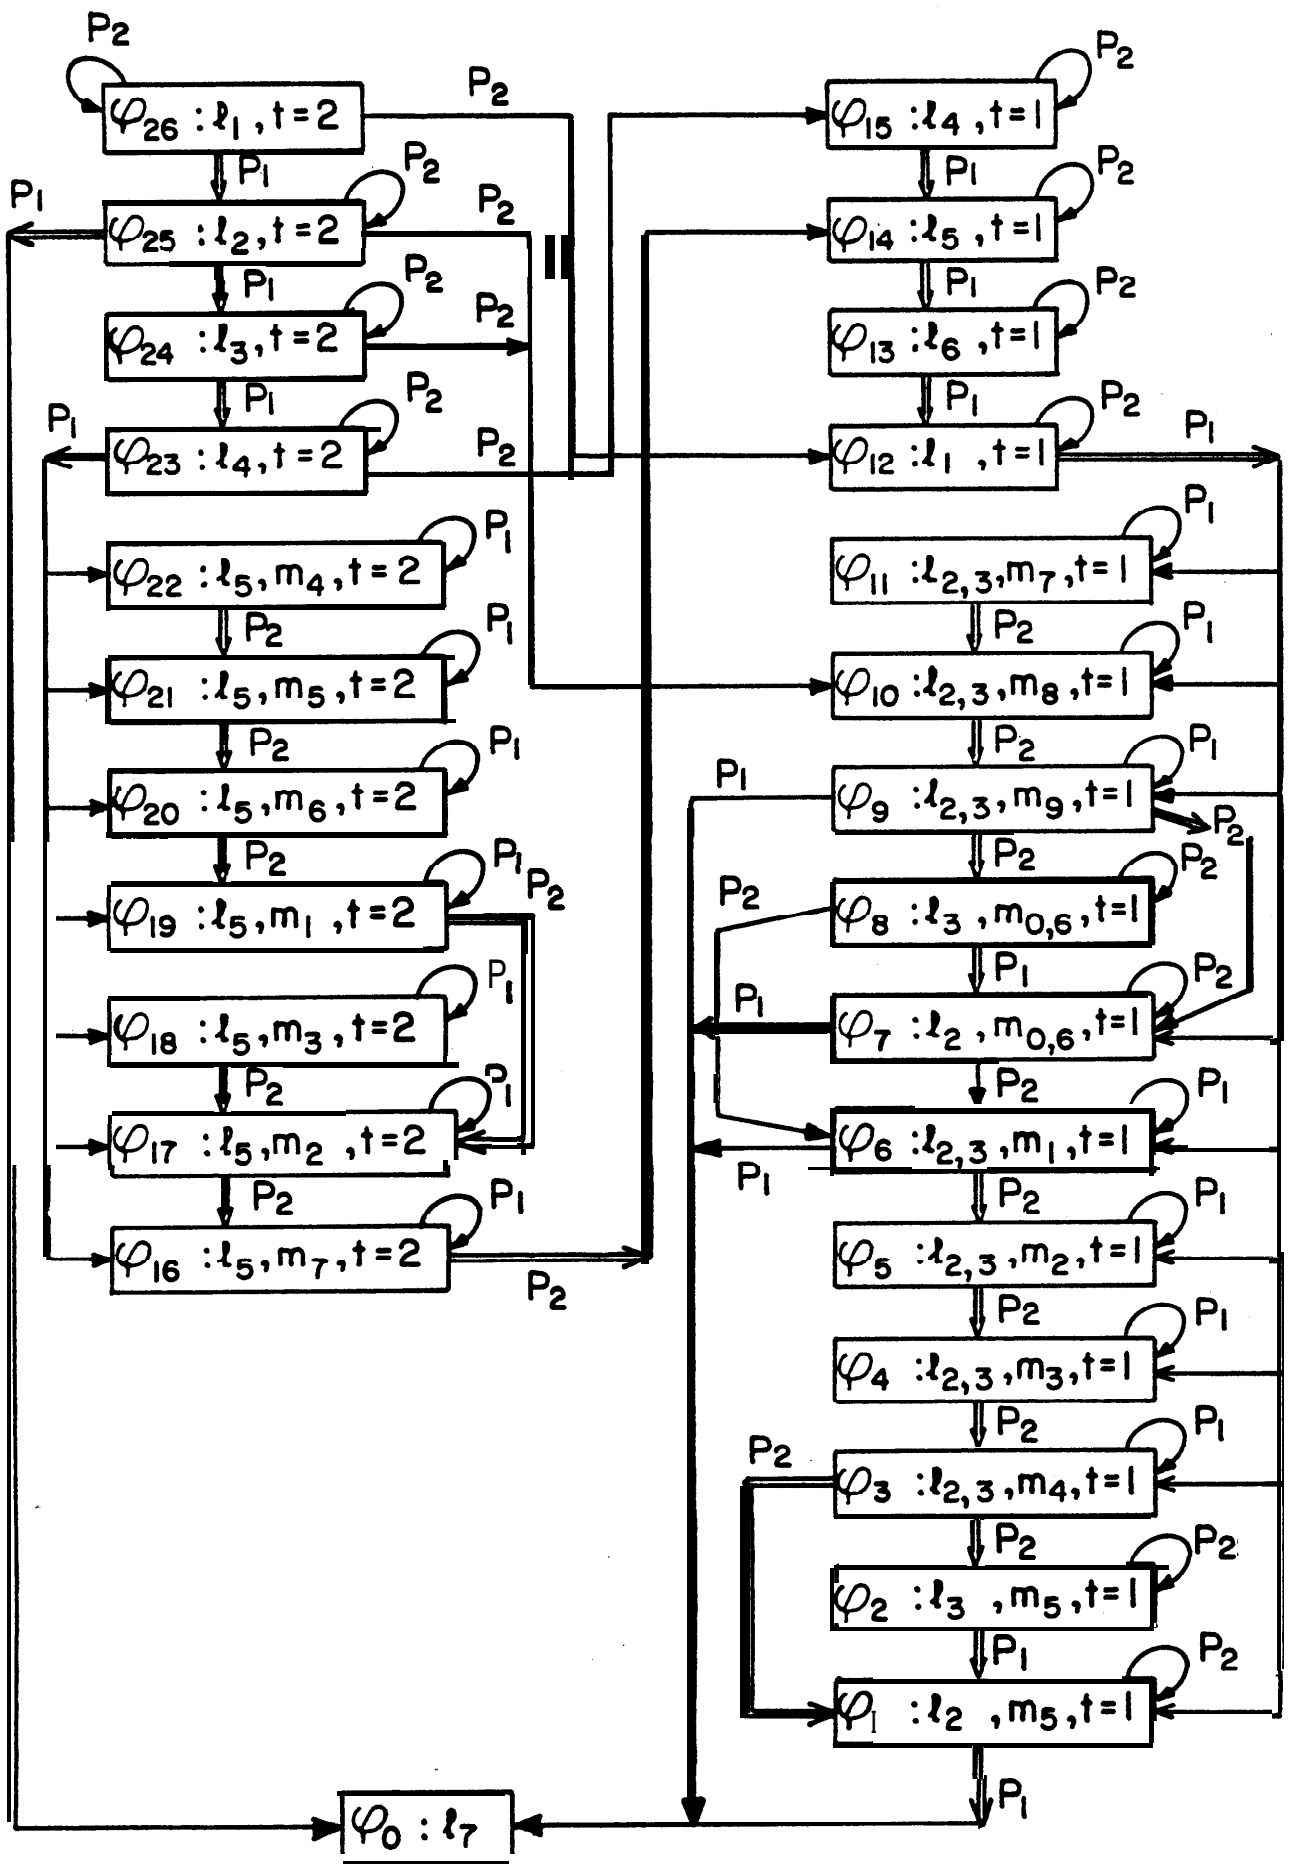 P₂
φ₂₆ : ℓ₁, t = 2
P₂
P₁
P₁
φ₂₅ : ℓ₂, t = 2
P₂
P₂
P₁
φ₂₄ : ℓ₃, t = 2
P₂
P₂
P₁
P₁
φ₂₃ : ℓ₄, t = 2
P₂
P₂
φ₂₂ : ℓ₅, m₄, t = 2
P₁
P₂
φ₂₁ : ℓ₅, m₅, t = 2
P₁
P₂
φ₂₀ : ℓ₅, m₆, t = 2
P₁
P₂
φ₁₉ : ℓ₅, m₁, t = 2
P₁
P₂
φ₁₈ : ℓ₅, m₃, t = 2
P₁
P₂
φ₁₇ : ℓ₅, m₂, t = 2
P₁
P₂
φ₁₆ : ℓ₅, m₇, t = 2
P₁
P₂
φ₁₅ : ℓ₄, t = 1
P₂
P₁
φ₁₄ : ℓ₅, t = 1
P₂
P₁
φ₁₃ : ℓ₆, t = 1
P₂
P₁
φ₁₂ : ℓ₁, t = 1
P₂
P₁
φ₁₁ : ℓ₂,₃, m₇, t = 1
P₁
P₂
φ₁₀ : ℓ₂,₃, m₈, t = 1
P₁
P₂
P₁
φ₉ : ℓ₂,₃, m₉, t = 1
P₁
P₂
P₂
P₂
φ₈ : ℓ₃, m₀,₆, t = 1
P₂
P₁
P₁
φ₇ : ℓ₂, m₀,₆, t = 1
P₂
P₂
φ₆ : ℓ₂,₃, m₁, t = 1
P₁
P₁
P₂
φ₅ : ℓ₂,₃, m₂, t = 1
P₁
P₂
φ₄ : ℓ₂,₃, m₃, t = 1
P₁
P₂
P₂
φ₃ : ℓ₂,₃, m₄, t = 1
P₁
P₂
φ₂ : ℓ₃, m₅, t = 1
P₂
P₁
φ₁ : ℓ₂, m₅, t = 1
P₂
P₁
φ₀ : ℓ₇